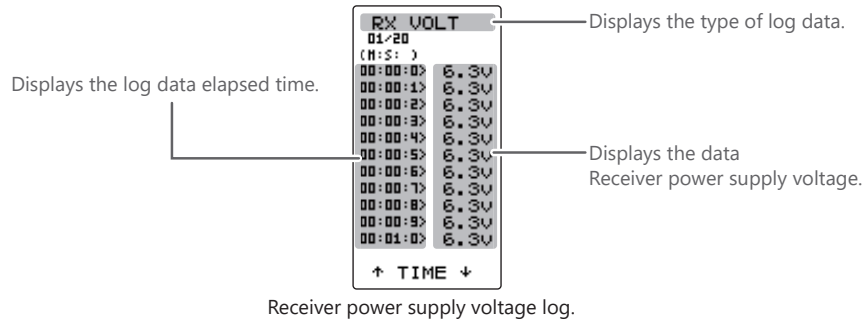 RX VOLT
Displays the type of log data.
01/20
(M:S: )
Displays the log data elapsed time.
00:00:0> 6.3V
00:00:1> 6.3V
00:00:2> 6.3V
00:00:3> 6.3V
00:00:4> 6.3V
00:00:5> 6.3V
00:00:6> 6.3V
00:00:7> 6.3V
00:00:8> 6.3V
00:00:9> 6.3V
00:01:0> 6.3V
Displays the data
Receiver power supply voltage.
↑ TIME ↓
Receiver power supply voltage log.